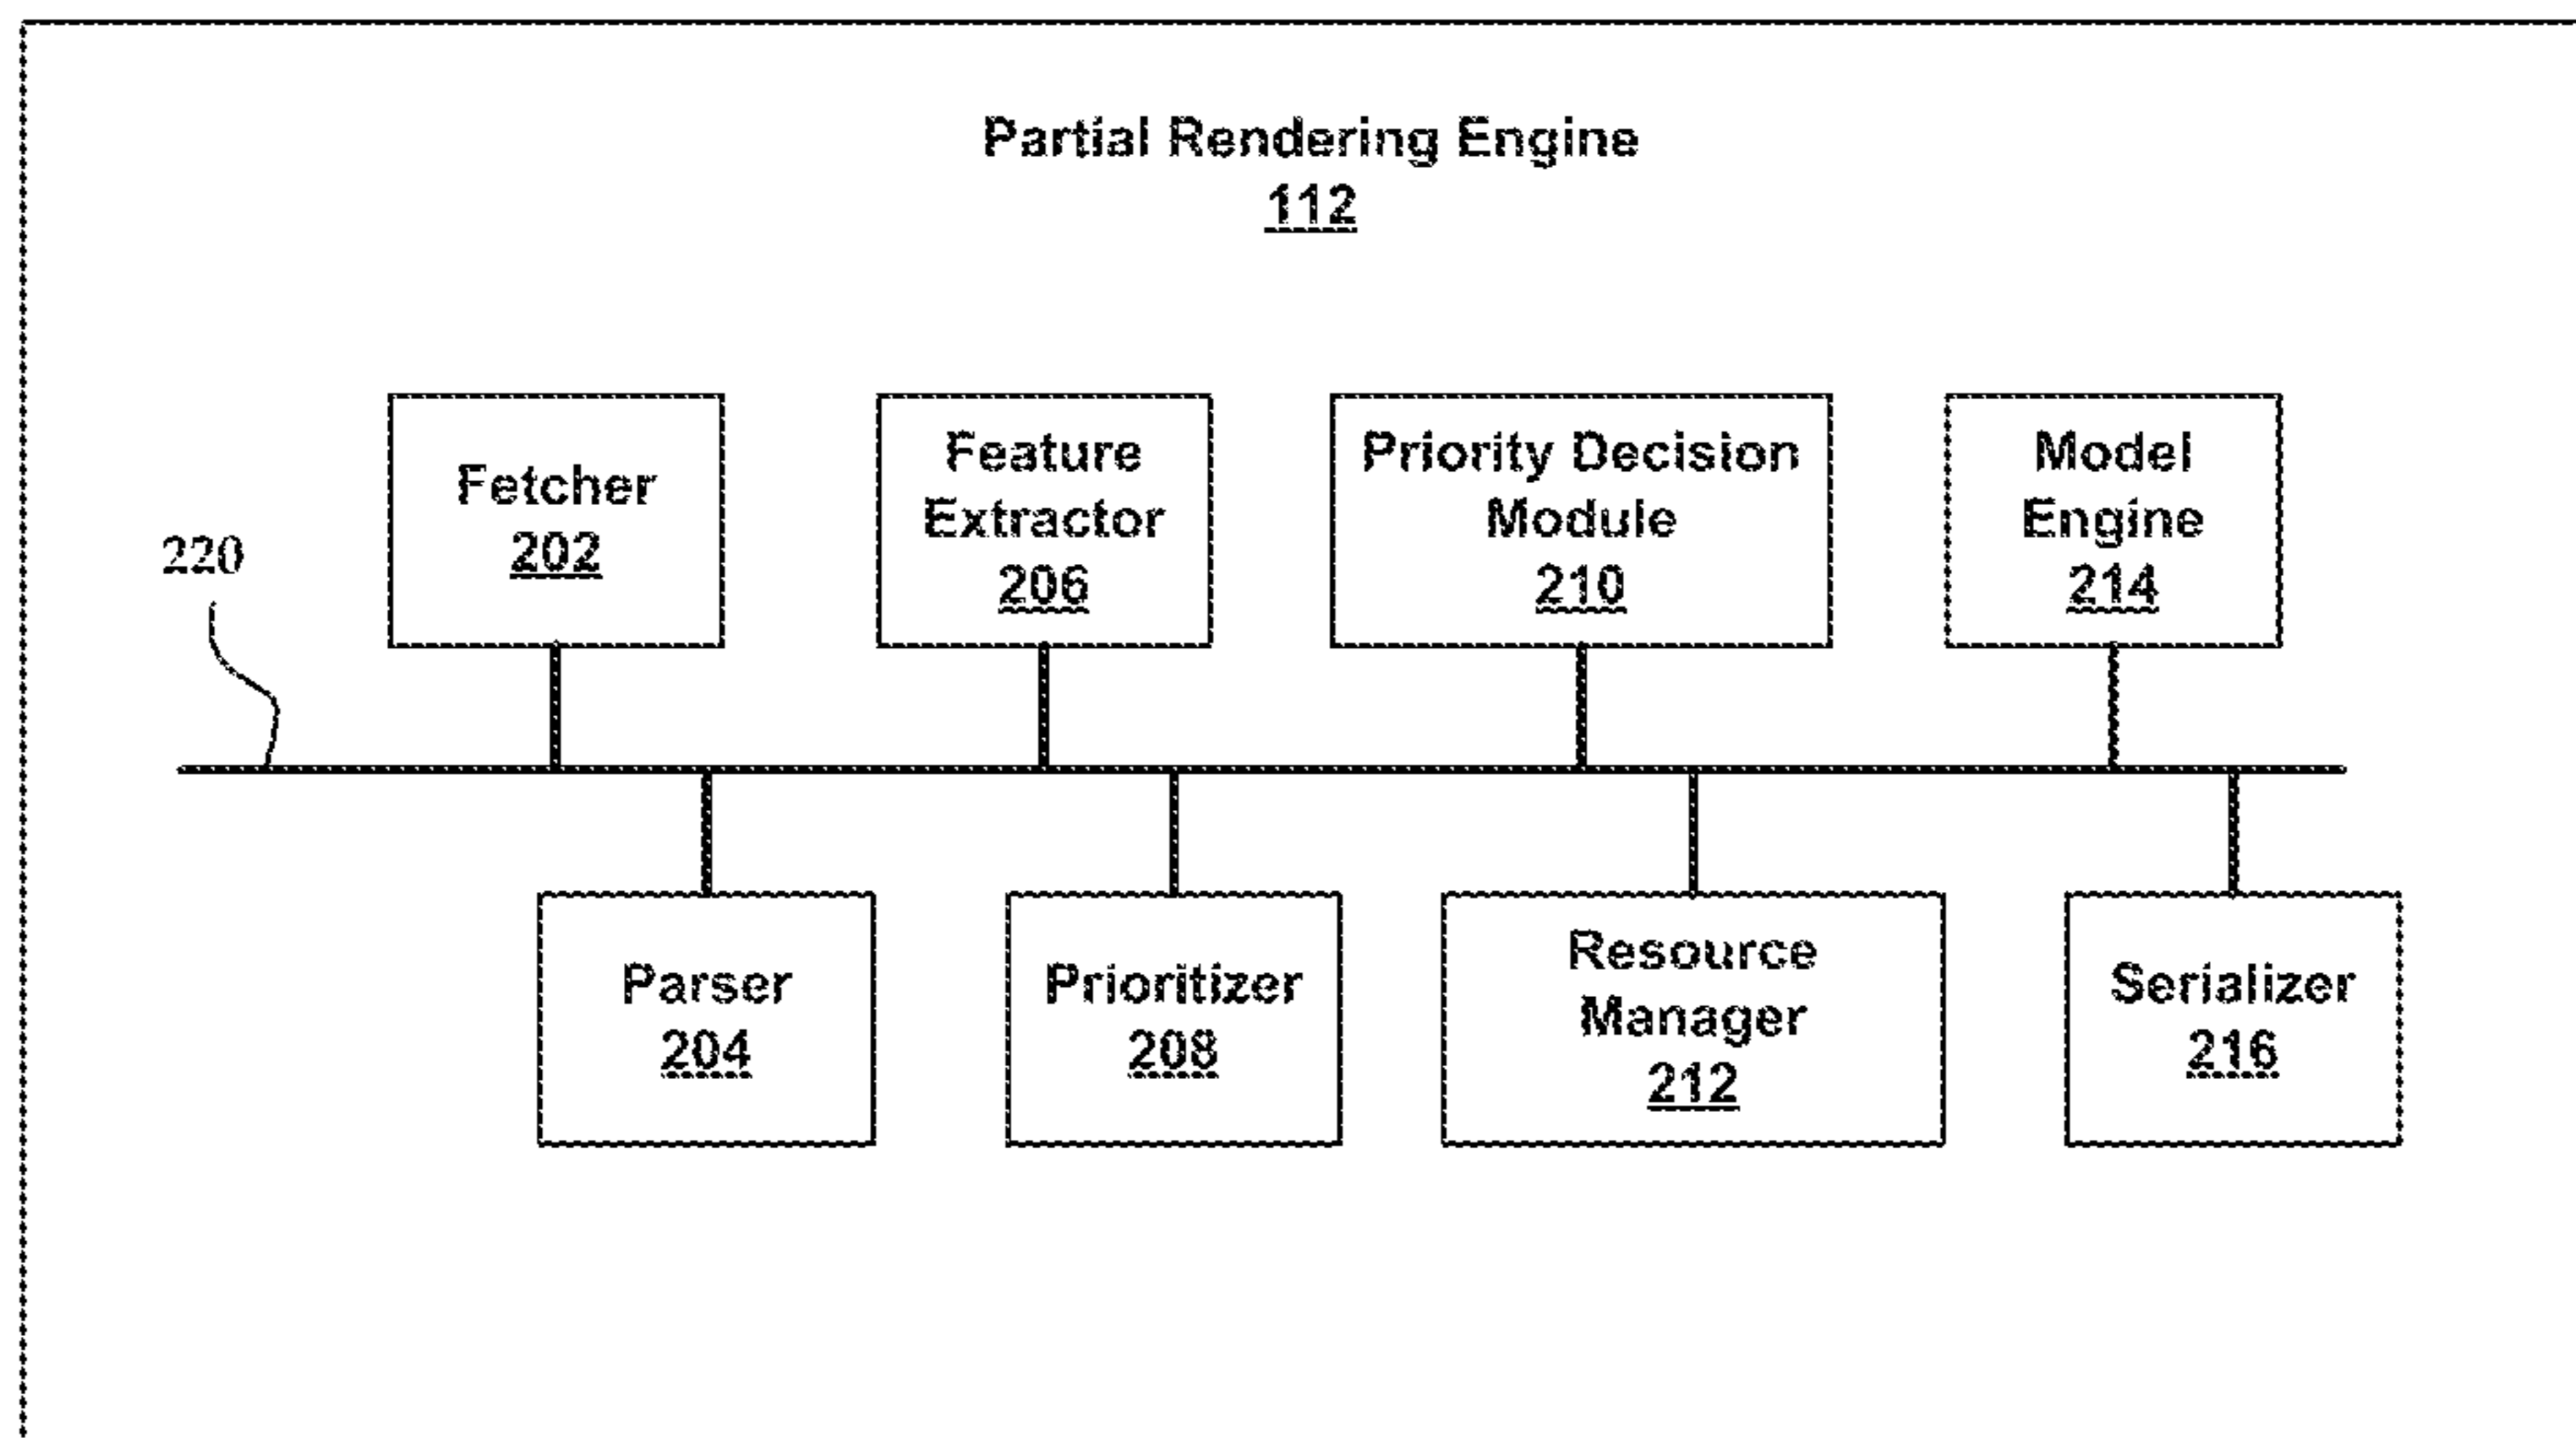 Partial Rendering Engine
112
Fetcher
202
Feature
Extractor
206
Priority Decision
Module
210
Model
Engine
214
220
Parser
204
Prioritizer
208
Resource
Manager
212
Serializer
216